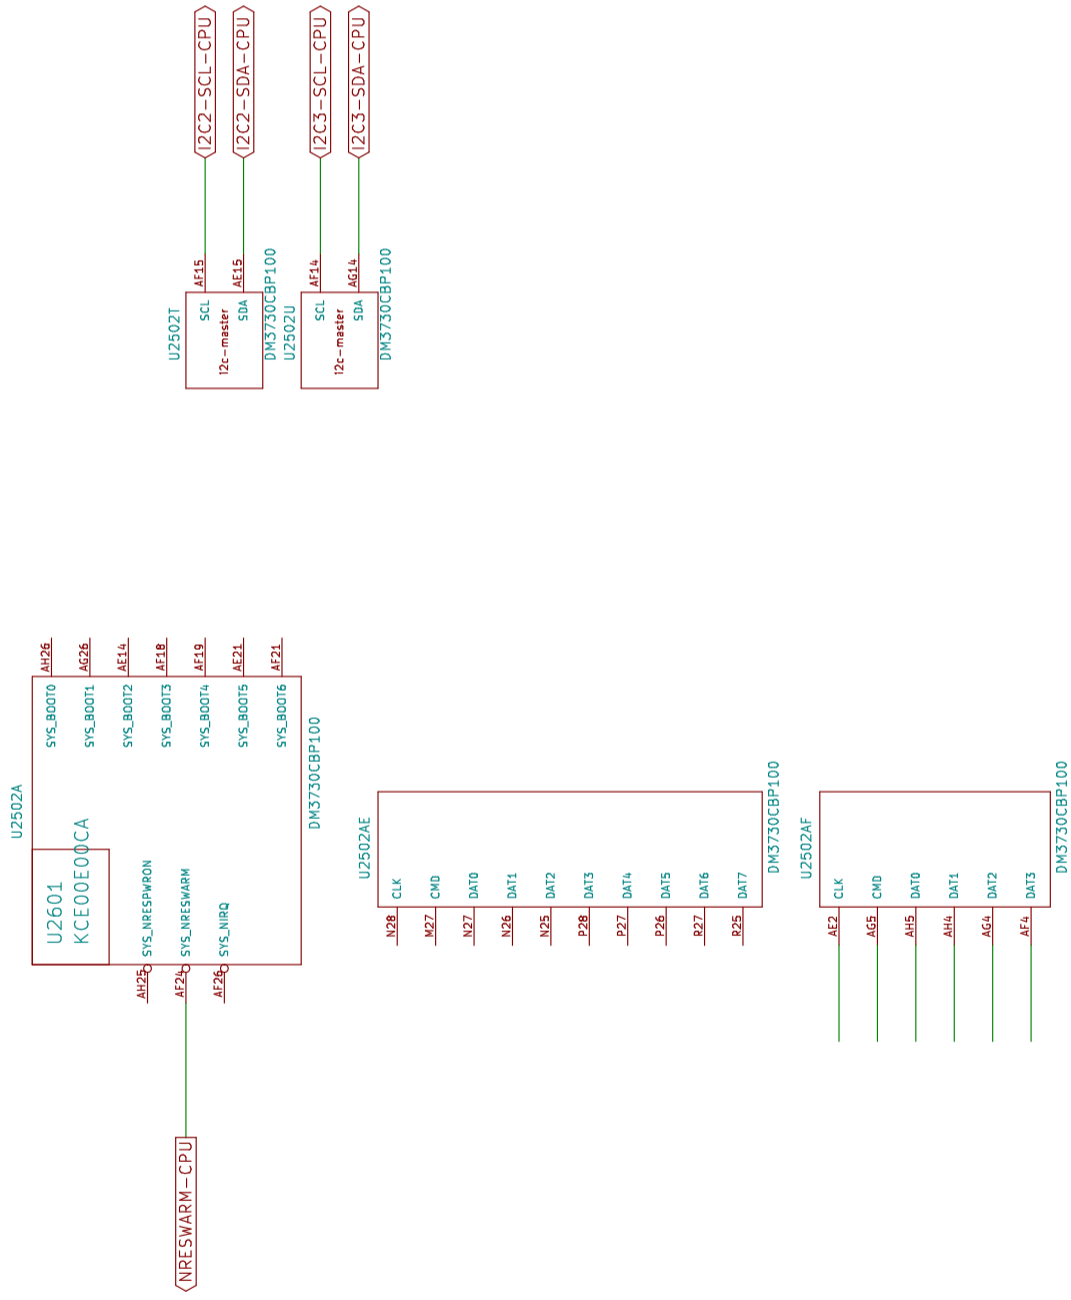 I2C2-SCL-CPU
I2C2-SDA-CPU
I2C3-SCL-CPU
I2C3-SDA-CPU
U2502T
AF15
SCL
I2c-master
AE15
SDA
DM3730CBP100
U2502U
AF14
SCL
I2c-master
AG14
SDA
DM3730CBP100
U2502A
U2601
KCE00E00CA
AH26
SYS_BOOT0
AG26
SYS_BOOT1
AE14
SYS_BOOT2
AF18
SYS_BOOT3
AF19
SYS_BOOT4
AE21
SYS_BOOT5
AF21
SYS_BOOT6
AH25
SYS_NRESPWRON
AF24
SYS_NRESWARM
AF26
SYS_NIRQ
DM3730CBP100
NRESWARM-CPU
U2502AE
N28
CLK
M27
CMD
N27
DAT0
N26
DAT1
N25
DAT2
P28
DAT3
P27
DAT4
P26
DAT5
R27
DAT6
R25
DAT7
DM3730CBP100
U2502AF
AE2
CLK
AG5
CMD
AH5
DAT0
AH4
DAT1
AG4
DAT2
AF4
DAT3
DM3730CBP100